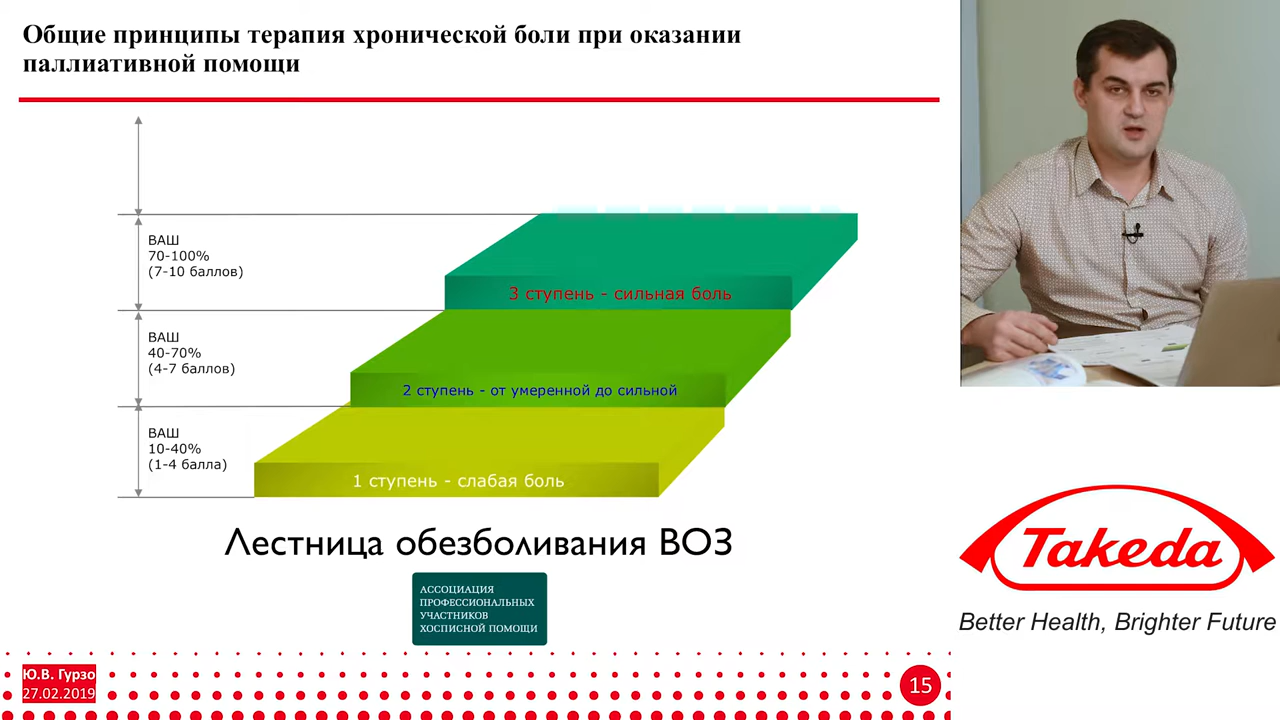 Общие принципы терапия хронической боли при оказании
паллиативной помощи
ВАШ
70-100%
(7-10 баллов)
3 ступень - сильная боль
ВАШ
40-70%
(4-7 баллов)
2 ступень - от умеренной до сильной
ВАШ
10-40%
(1-4 балла)
1 ступень - слабая боль
Лестница обезболивания ВОЗ
АССОЦИАЦИЯ
ПРОФЕССИОНАЛЬНЫХ
УЧАСТНИКОВ
ХОСПИСНОЙ ПОМОЩИ
Ю.В. Гурзо
27.02.2019
15
Takeda
Better Health, Brighter Future